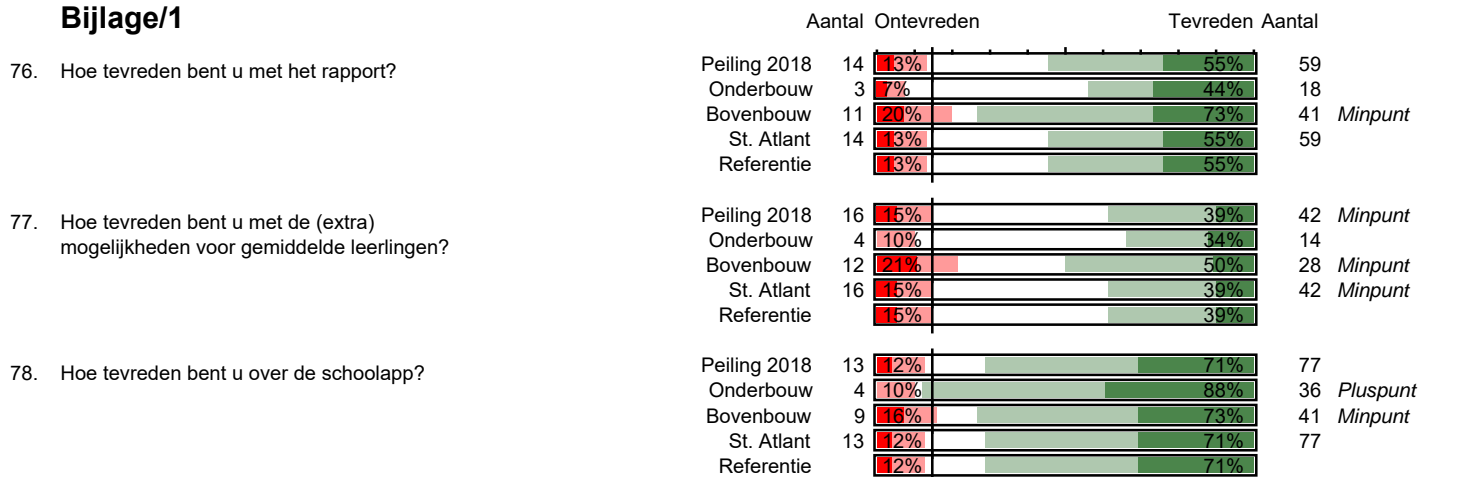 Bijlage/1
Aantal Ontevreden Tevreden Aantal
76. Hoe tevreden bent u met het rapport?
Peiling 2018 14 13% 55% 59
Onderbouw 3 7% 44% 18
Bovenbouw 11 20% 73% 41 Minpunt
St. Atlant 14 13% 55% 59
Referentie 13% 55%
77. Hoe tevreden bent u met de (extra)
mogelijkheden voor gemiddelde leerlingen?
Peiling 2018 16 15% 39% 42 Minpunt
Onderbouw 4 10% 34% 14
Bovenbouw 12 21% 50% 28 Minpunt
St. Atlant 16 15% 39% 42 Minpunt
Referentie 15% 39%
78. Hoe tevreden bent u over de schoolapp?
Peiling 2018 13 12% 71% 77
Onderbouw 4 10% 88% 36 Pluspunt
Bovenbouw 9 16% 73% 41 Minpunt
St. Atlant 13 12% 71% 77
Referentie 12% 71%